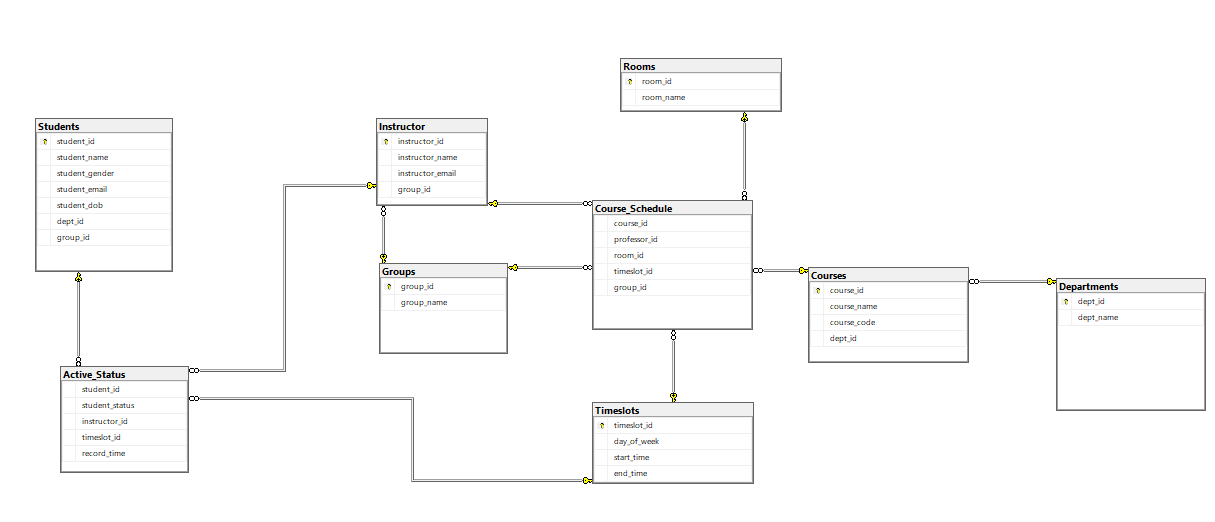 Rooms
room_id
room_name
Students
student_id
student_name
student_gender
student_email
student_dob
dept_id
group_id
Instructor
instructor_id
instructor_name
instructor_email
group_id
Course_Schedule
course_id
professor_id
room_id
timeslot_id
group_id
Groups
group_id
group_name
Courses
course_id
course_name
course_code
dept_id
Departments
dept_id
dept_name
Active_Status
student_id
student_status
instructor_id
timeslot_id
record_time
Timeslots
timeslot_id
day_of_week
start_time
end_time